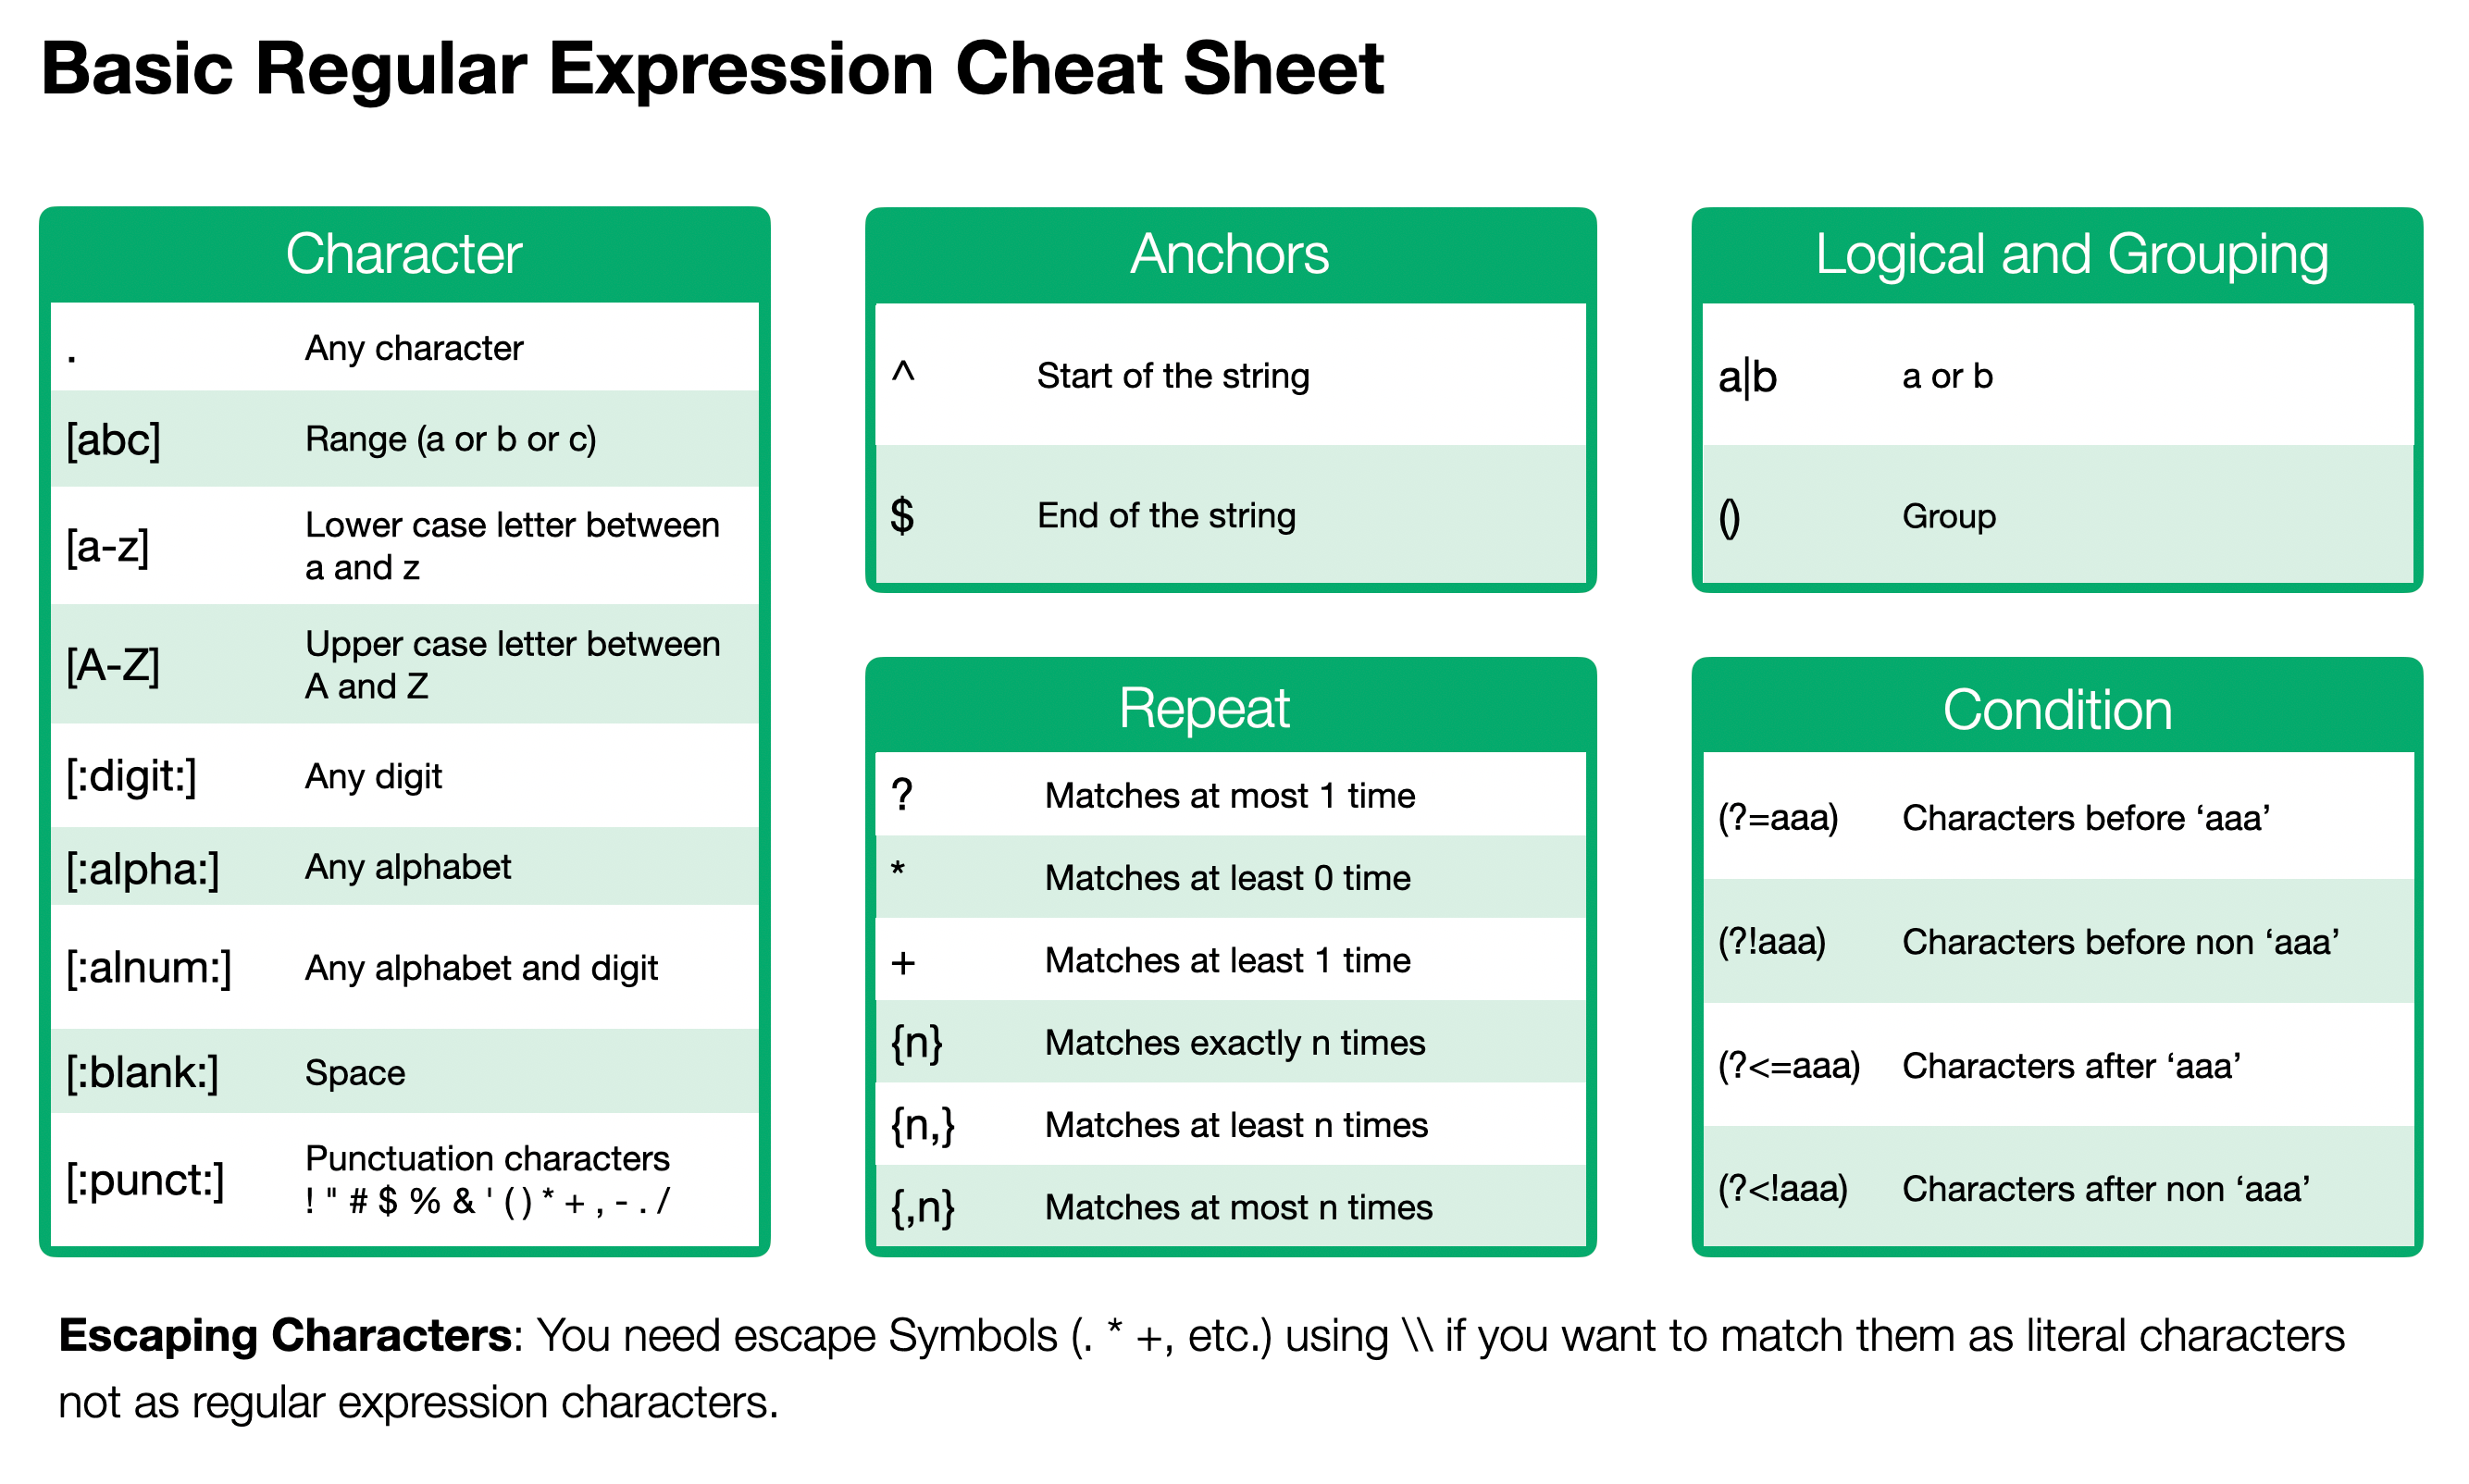 Basic Regular Expression Cheat Sheet
Character
. Any character
[abc] Range (a or b or c)
[a-z] Lower case letter between
a and z
[A-Z] Upper case letter between
A and Z
[:digit:] Any digit
[:alpha:] Any alphabet
[:alnum:] Any alphabet and digit
[:blank:] Space
[:punct:] Punctuation characters
! " # $ % & ' ( ) * + , - . /
Anchors
^ Start of the string
$ End of the string
Logical and Grouping
a|b a or b
() Group
Repeat
? Matches at most 1 time
* Matches at least 0 time
+ Matches at least 1 time
{n} Matches exactly n times
{n,} Matches at least n times
{,n} Matches at most n times
Condition
(?=aaa) Characters before ‘aaa’
(?!aaa) Characters before non ‘aaa’
(?<=aaa) Characters after ‘aaa’
(?<!aaa) Characters after non ‘aaa’
Escaping Characters: You need escape Symbols (. * +, etc.) using \\ if you want to match them as literal characters
not as regular expression characters.